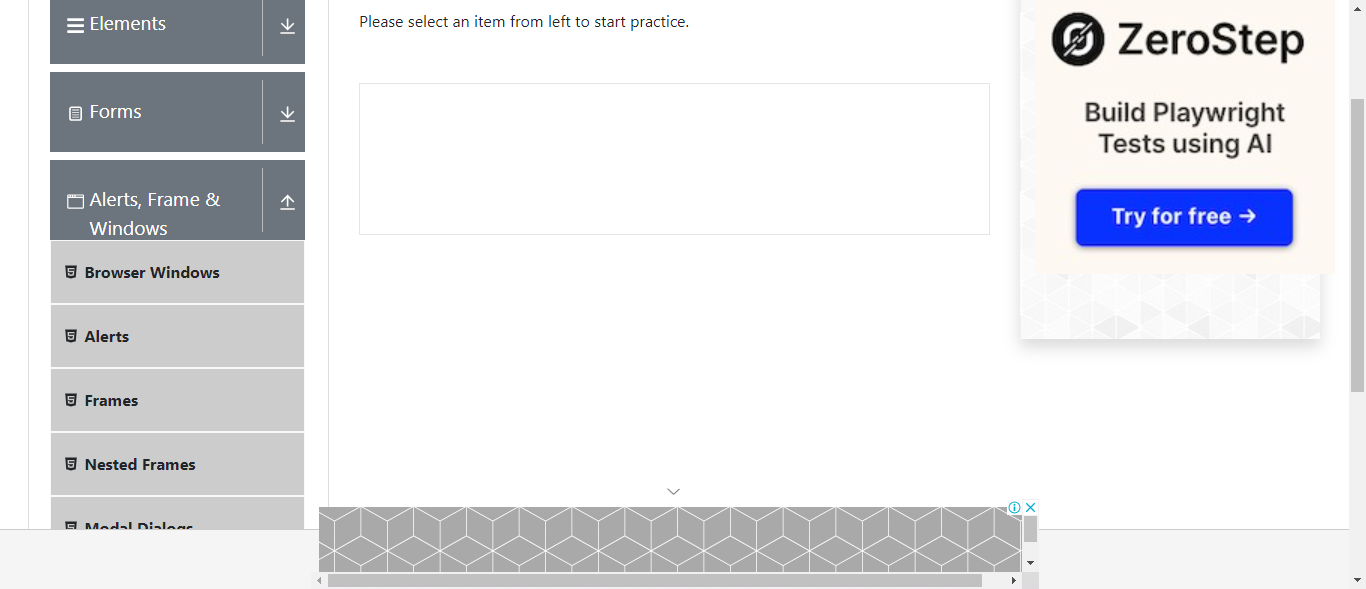 Elements
Forms
Alerts, Frame &
Windows
Browser Windows
Alerts
Frames
Nested Frames
Modal Dialogs
Please select an item from left to start practice.
ZeroStep
Build Playwright
Tests using AI
Try for free →